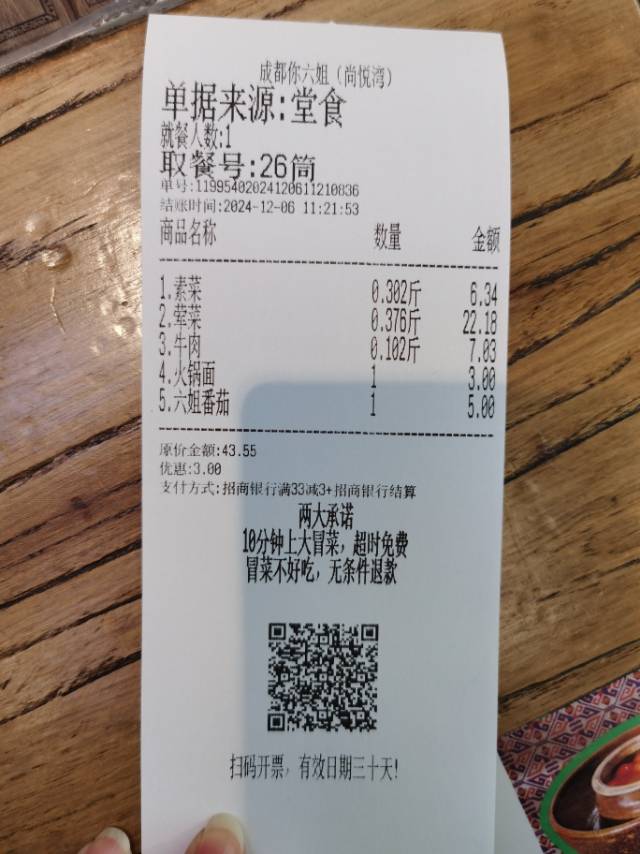 成都你六姐（尚悦湾）
单据来源:堂食
就餐人数:1
取餐号:26筒
单号:11995402024120611210836
结账时间:2024-12-06 11:21:53
商品名称 数量 金额
1.素菜 0.302斤 6.34
2.荤菜 0.376斤 22.18
3.牛肉 0.102斤 7.03
4.火锅面 1 3.00
5.六姐番茄 1 5.00
原价金额:43.55
优惠:3.00
支付方式:招商银行满33减3+招商银行结算
两大承诺
10分钟上大冒菜，超时免费
冒菜不好吃，无条件退款
扫码开票，有效日期三十天!